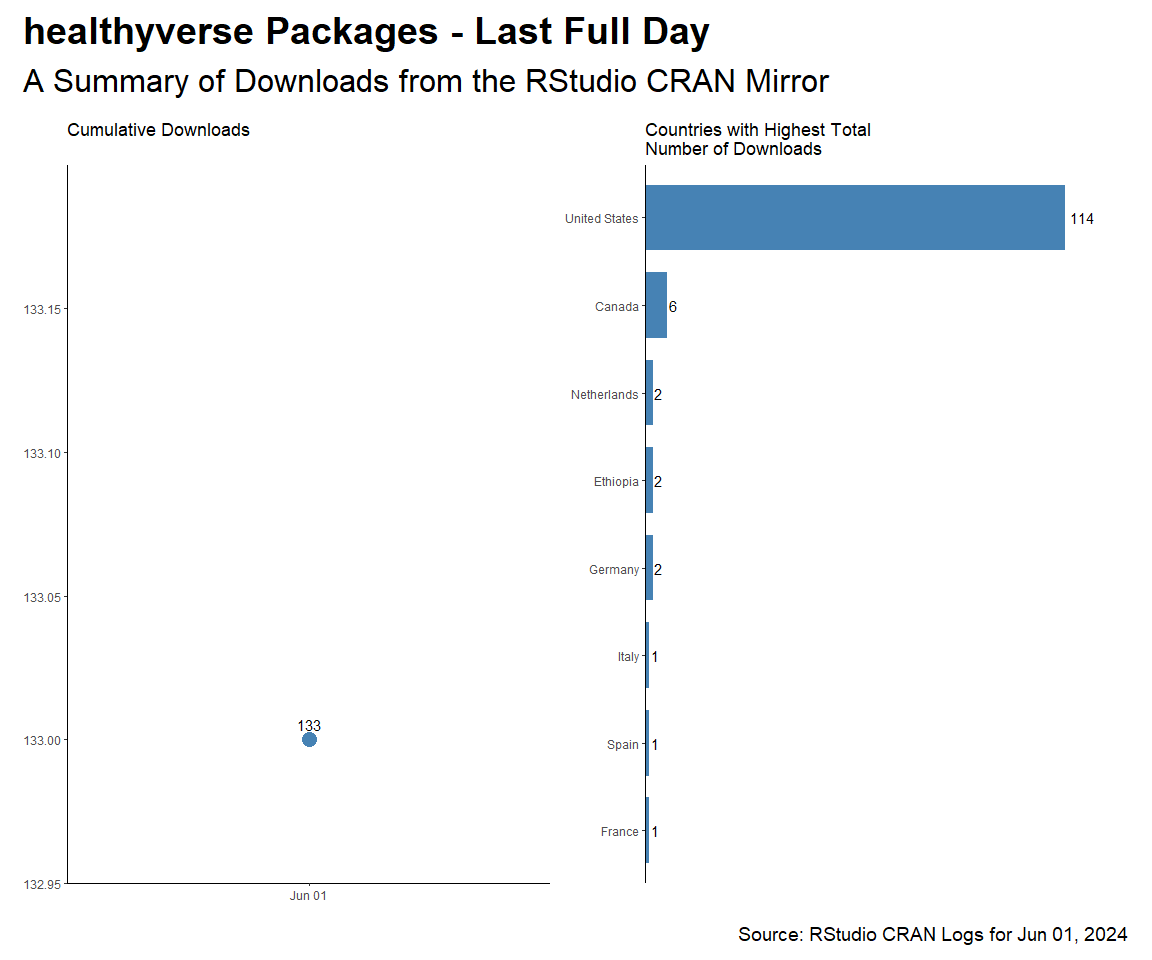 healthyverse Packages - Last Full Day
A Summary of Downloads from the RStudio CRAN Mirror
Cumulative Downloads
133.15
133.10
133.05
133.00
132.95
133
Jun 01
Countries with Highest Total
Number of Downloads
United States 114
Canada 6
Netherlands 2
Ethiopia 2
Germany 2
Italy 1
Spain 1
France 1
Source: RStudio CRAN Logs for Jun 01, 2024